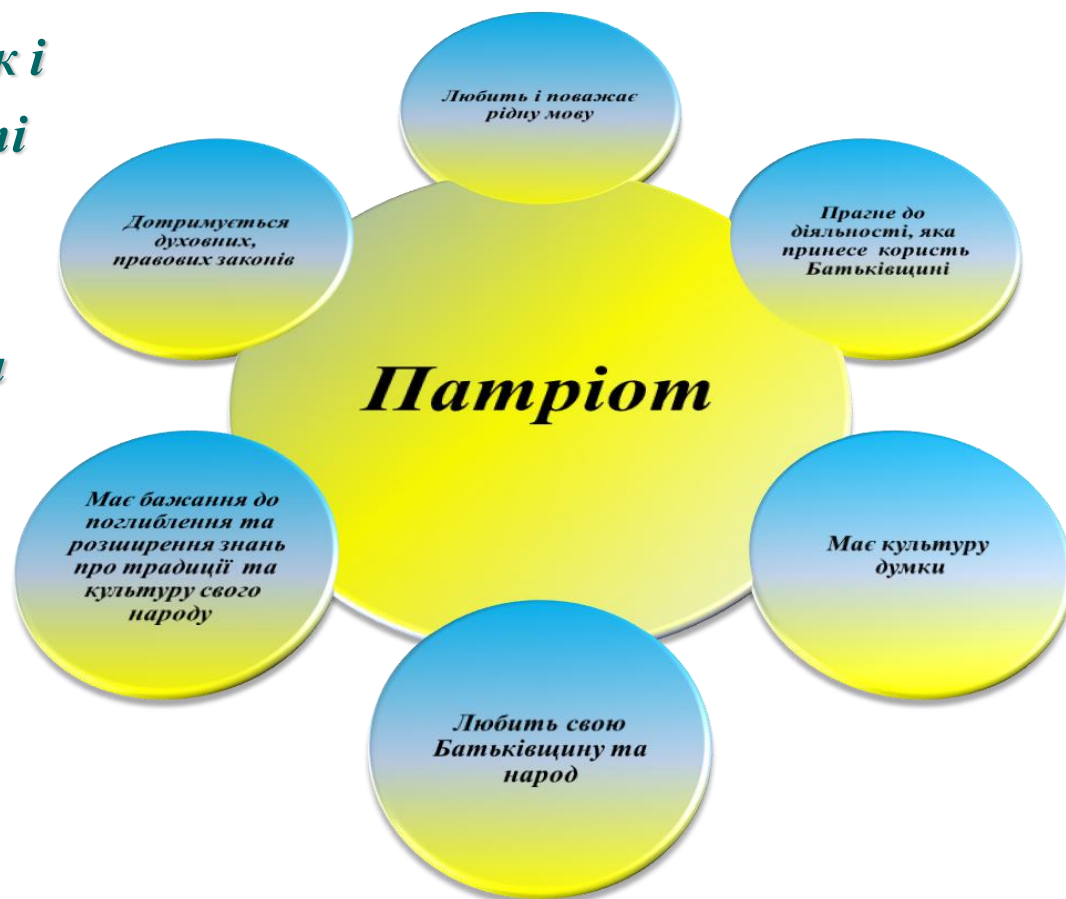 к і
Любить і поважає
рідну мову
Дотримується
духовних,
правових законів
Прагне до
діяльності, яка
принесе користь
Батьківщині
Патріот
Має бажання до
поглиблення та
розширення знань
про традиції та
культуру свого
народу
Має культуру
думки
Любить свою
Батьківщину та
народ